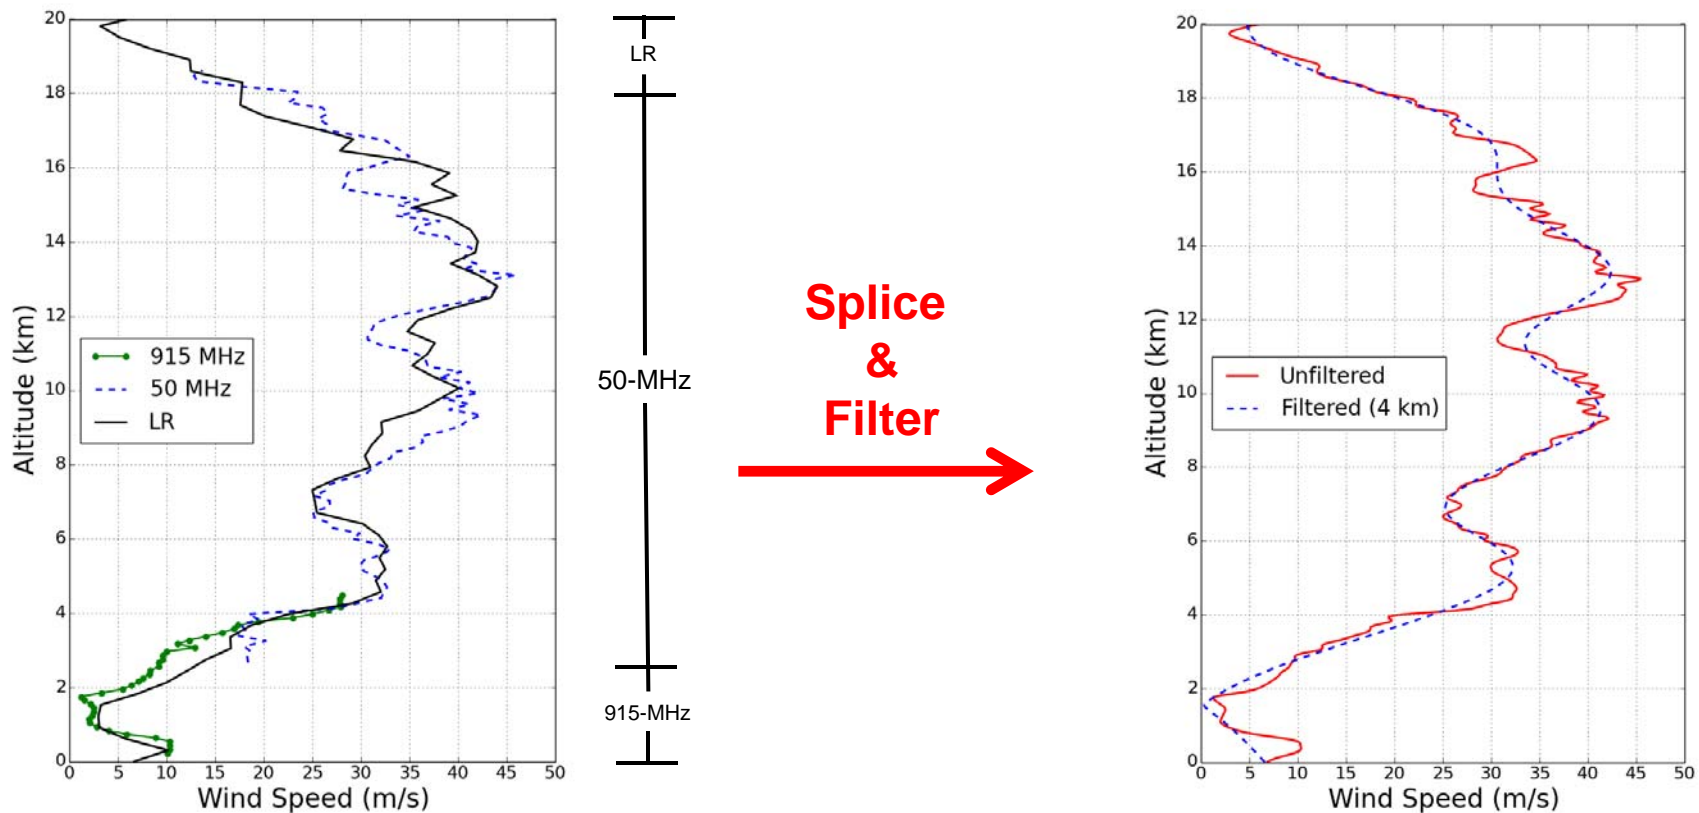 20
18
16
14
12
10
8
6
4
2
0
Altitude (km)
915 MHz
50 MHz
LR
0 5 10 15 20 25 30 35 40 45 50
Wind Speed (m/s)
LR
50-MHz
915-MHz
Splice
&
Filter
20
18
16
14
12
10
8
6
4
2
0
Altitude (km)
Unfiltered
Filtered (4 km)
0 5 10 15 20 25 30 35 40 45 50
Wind Speed (m/s)